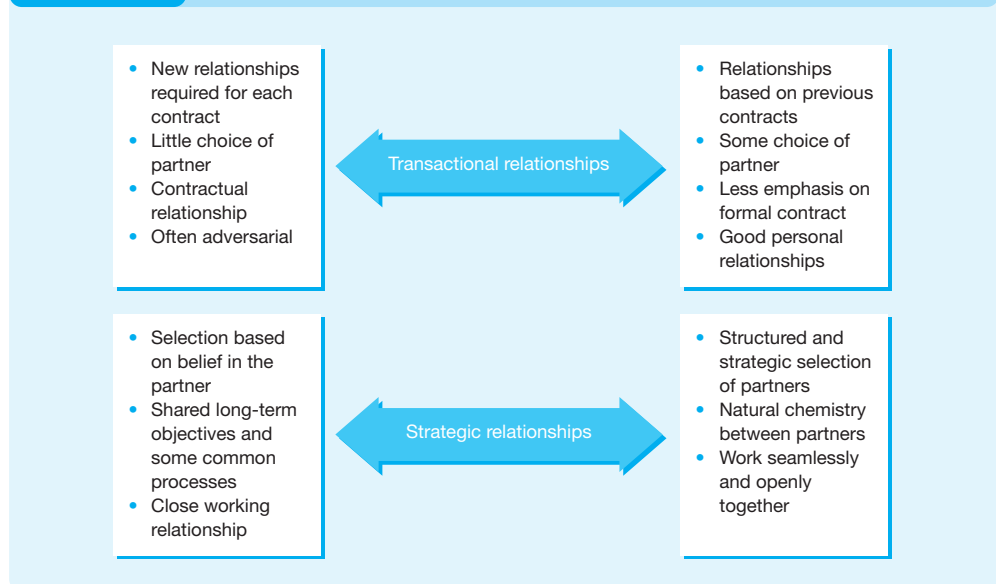 • New relationships
required for each
contract
• Little choice of
partner
• Contractual
relationship
• Often adversarial
Transactional relationships
• Relationships
based on previous
contracts
• Some choice of
partner
• Less emphasis on
formal contract
• Good personal
relationships
• Selection based
on belief in the
partner
• Shared long-term
objectives and
some common
processes
• Close working
relationship
Strategic relationships
• Structured and
strategic selection
of partners
• Natural chemistry
between partners
• Work seamlessly
and openly
together